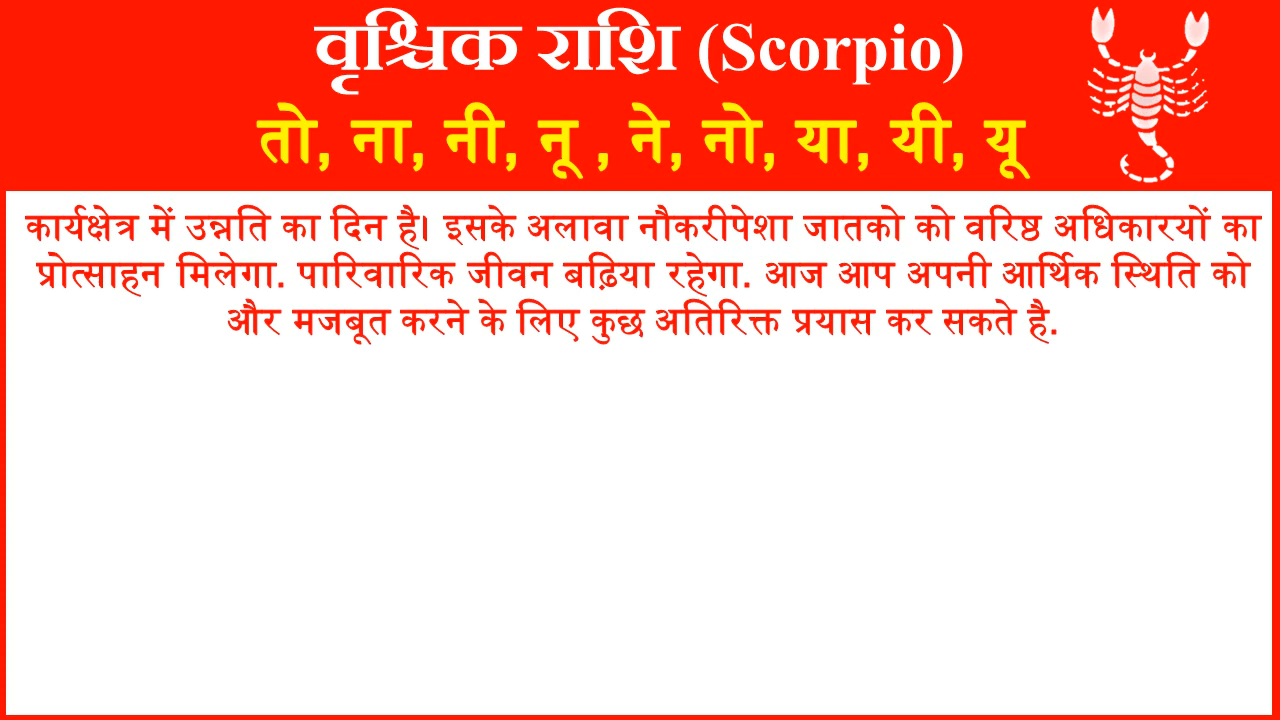 वृश्चिक राशि (Scorpio)
तो, ना, नी, नू , ने, नो, या, यी, यू
कार्यक्षेत्र में उन्नति का दिन है। इसके अलावा नौकरीपेशा जातको को वरिष्ठ अधिकारयों का
प्रोत्साहन मिलेगा. पारिवारिक जीवन बढ़िया रहेगा. आज आप अपनी आर्थिक स्थिति को
और मजबूत करने के लिए कुछ अतिरिक्त प्रयास कर सकते है.